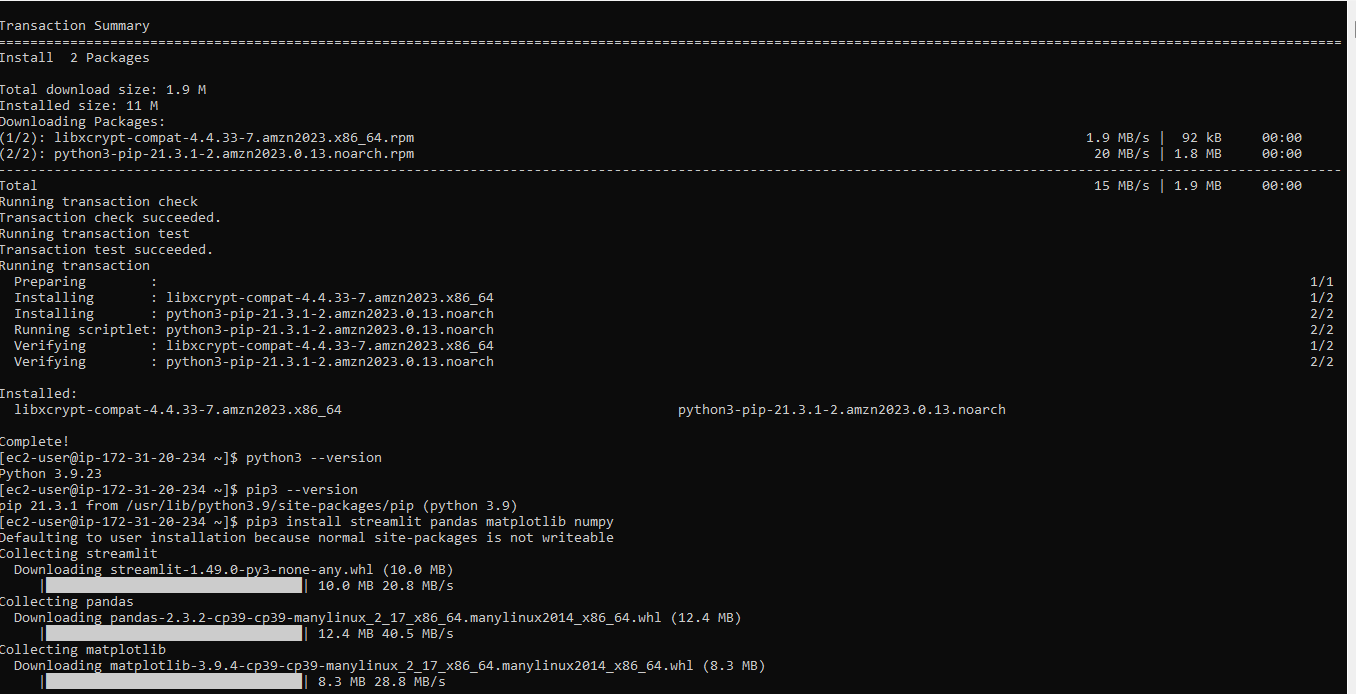 Transaction Summary
================================================================================
Install  2 Packages
Total download size: 1.9 M
Installed size: 11 M
Downloading Packages:
(1/2): libxcrypt-compat-4.4.33-7.amzn2023.x86_64.rpm 1.9 MB/s | 92 kB 00:00
(2/2): python3-pip-21.3.1-2.amzn2023.0.13.noarch.rpm 20 MB/s | 1.8 MB 00:00
--------------------------------------------------------------------------------
Total 15 MB/s | 1.9 MB 00:00
Running transaction check
Transaction check succeeded.
Running transaction test
Transaction test succeeded.
Running transaction
Preparing : 1/1
Installing : libxcrypt-compat-4.4.33-7.amzn2023.x86_64 1/2
Installing : python3-pip-21.3.1-2.amzn2023.0.13.noarch 2/2
Running scriptlet: python3-pip-21.3.1-2.amzn2023.0.13.noarch 2/2
Verifying : libxcrypt-compat-4.4.33-7.amzn2023.x86_64 1/2
Verifying : python3-pip-21.3.1-2.amzn2023.0.13.noarch 2/2
Installed:
libxcrypt-compat-4.4.33-7.amzn2023.x86_64 python3-pip-21.3.1-2.amzn2023.0.13.noarch
Complete!
[ec2-user@ip-172-31-20-234 ~]$ python3 --version
Python 3.9.23
[ec2-user@ip-172-31-20-234 ~]$ pip3 --version
pip 21.3.1 from /usr/lib/python3.9/site-packages/pip (python 3.9)
[ec2-user@ip-172-31-20-234 ~]$ pip3 install streamlit pandas matplotlib numpy
Defaulting to user installation because normal site-packages is not writeable
Collecting streamlit
Downloading streamlit-1.49.0-py3-none-any.whl (10.0 MB)
| | 10.0 MB 20.8 MB/s
Collecting pandas
Downloading pandas-2.3.2-cp39-cp39-manylinux_2_17_x86_64.manylinux2014_x86_64.whl (12.4 MB)
| | 12.4 MB 40.5 MB/s
Collecting matplotlib
Downloading matplotlib-3.9.4-cp39-cp39-manylinux_2_17_x86_64.manylinux2014_x86_64.whl (8.3 MB)
| | 8.3 MB 28.8 MB/s